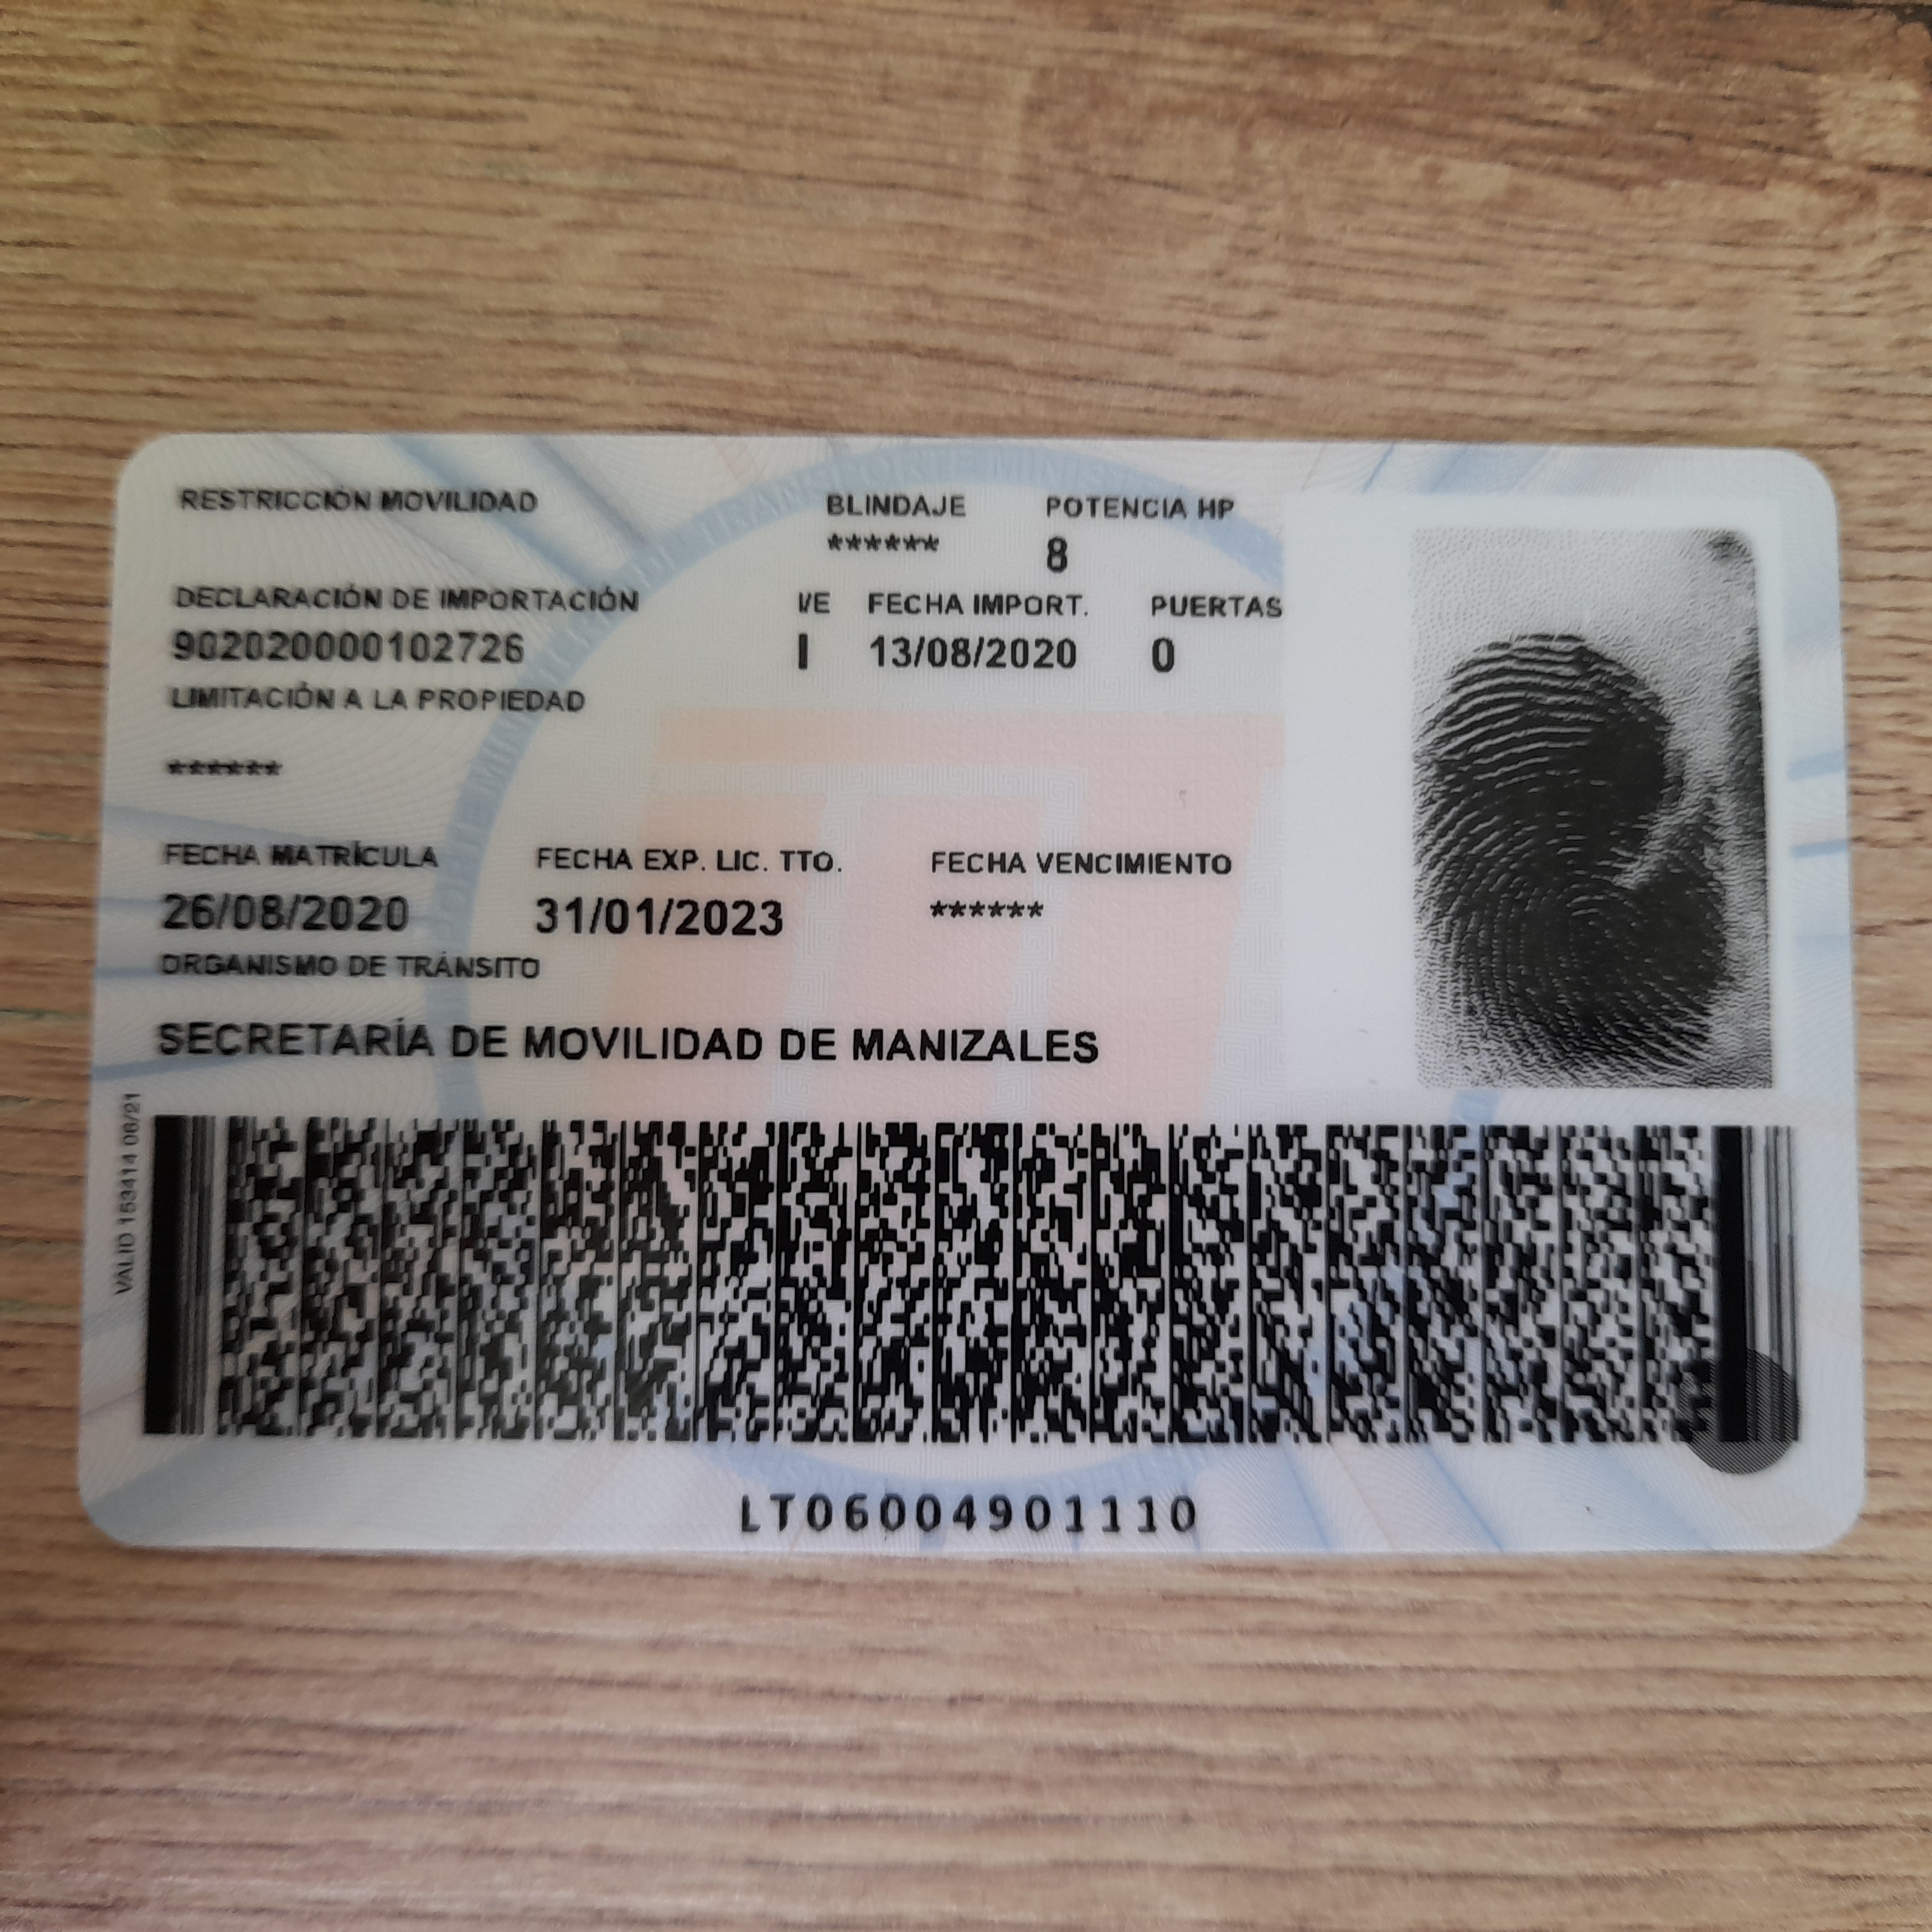 RESTRICCIÓN MOVILIDAD BLINDAJE POTENCIA HP
****** 8
DECLARACIÓN DE IMPORTACIÓN I/E FECHA IMPORT. PUERTAS
902020000102726 I 13/08/2020 0
LIMITACIÓN A LA PROPIEDAD
******
FECHA MATRÍCULA FECHA EXP. LIC. TTO. FECHA VENCIMIENTO
26/08/2020 31/01/2023 ******
ORGANISMO DE TRÁNSITO
SECRETARÍA DE MOVILIDAD DE MANIZALES
VALID 153414 06/21
LT06004901110